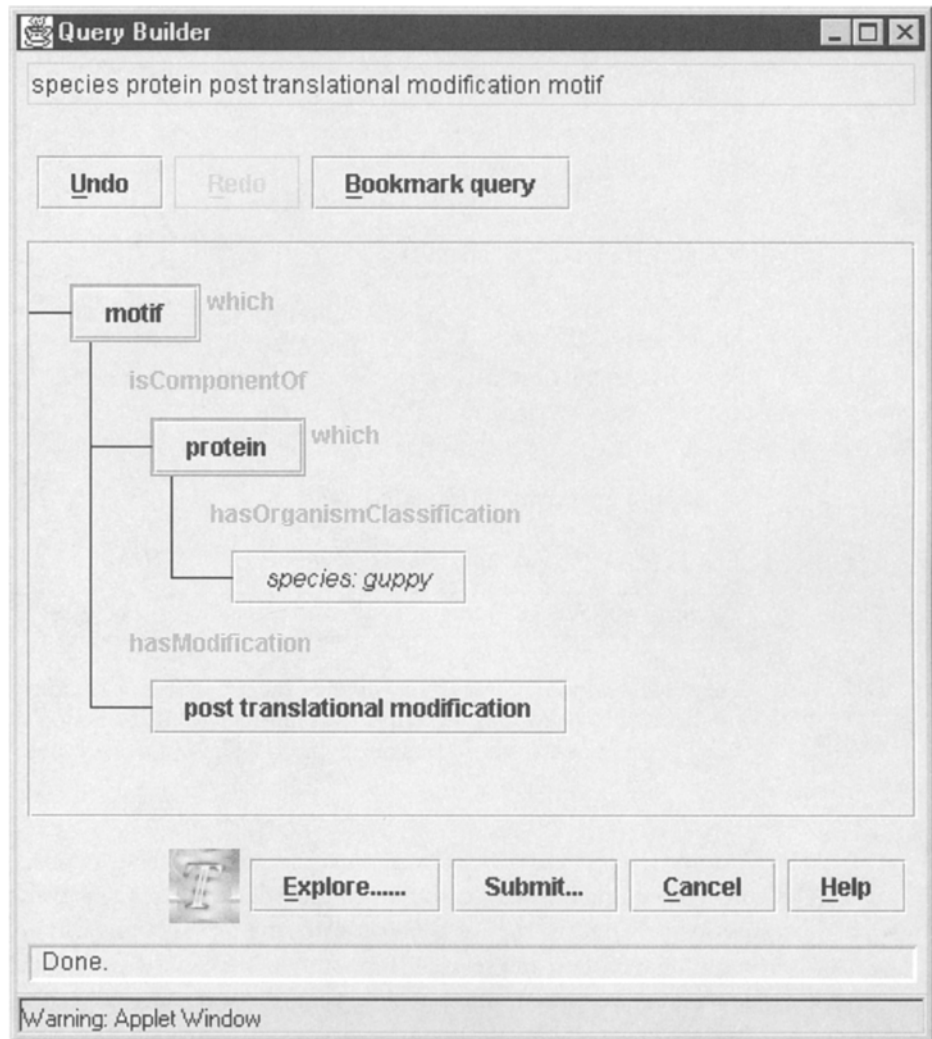 Query Builder
species protein post translational modification motif
Undo Redo Bookmark query
motif which
isComponentOf
protein which
hasOrganismClassification
species: guppy
hasModification
post translational modification
T Explore...... Submit... Cancel Help
Done.
Warning: Applet Window